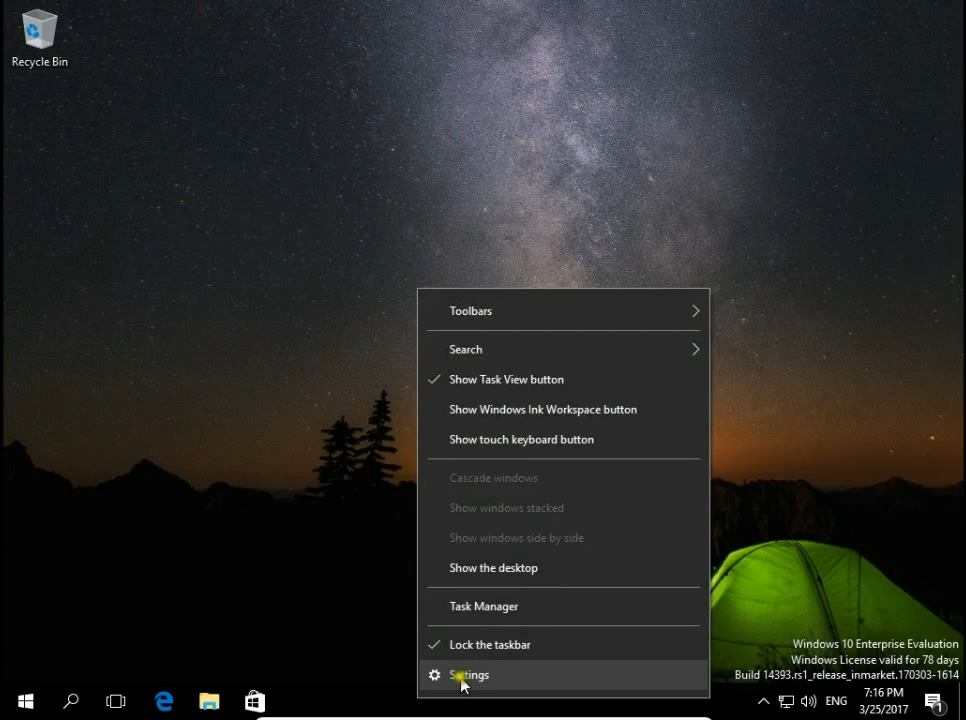 Recycle Bin
Toolbars
Search
Show Task View button
Show Windows Ink Workspace button
Show touch keyboard button
Cascade windows
Show windows stacked
Show windows side by side
Show the desktop
Task Manager
Lock the taskbar
Settings
Windows 10 Enterprise Evaluation
Windows License valid for 78 days
Build 14393.rs1_release_inmarket.170303-1614
ENG
7:16 PM
3/25/2017
1